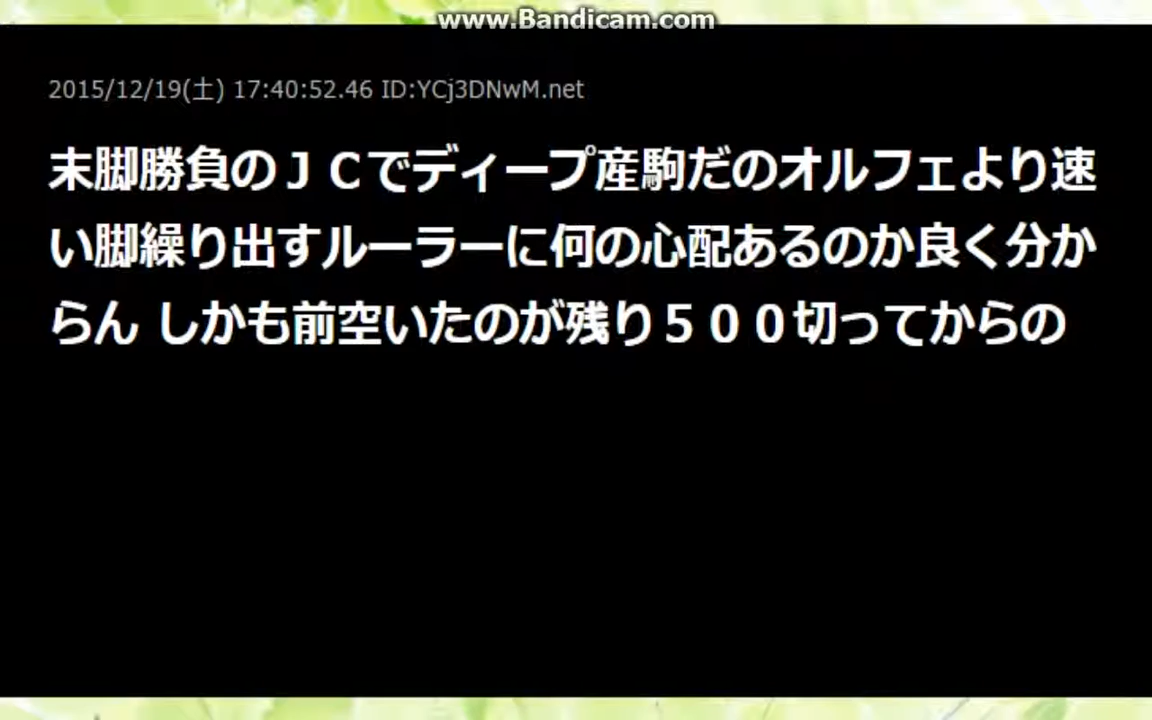 www.Bandicam.com
2015/12/19(土) 17:40:52.46 ID:YCj3DNwM.net
末脚勝負のＪＣでディープ産駒だのオルフェより速
い脚繰り出すルーラーに何の心配あるのか良く分か
らん しかも前空いたのが残り５００切ってからの